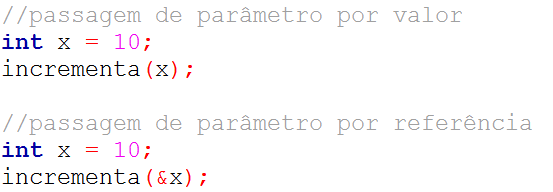 //passagem de parâmetro por valor
int x = 10;
incrementa(x);
//passagem de parâmetro por referência
int x = 10;
incrementa(&x);